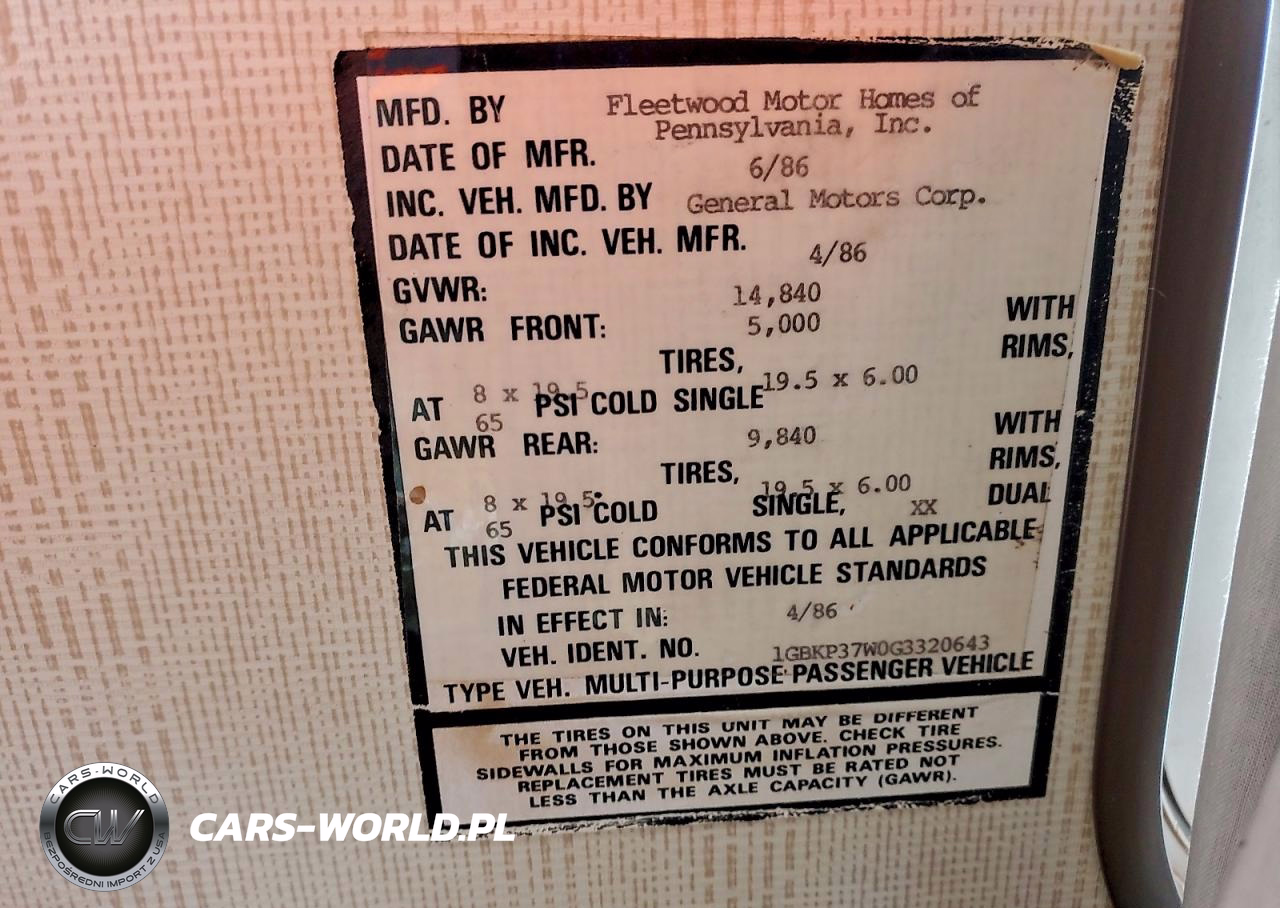 MFD. BY Fleetwood Motor Homes of
Pennsylvania, Inc.
DATE OF MFR. 6/86
INC. VEH. MFD. BY General Motors Corp.
DATE OF INC. VEH. MFR. 4/86
GVWR: 14,840
GAWR FRONT: 5,000 WITH
TIRES, RIMS,
8 x 19.5 19.5 x 6.00
AT 65 PSI COLD SINGLE
GAWR REAR: 9,840 WITH
TIRES, RIMS,
8 x 19.5 19.5 x 6.00
AT 65 PSI COLD SINGLE, XX DUAL
THIS VEHICLE CONFORMS TO ALL APPLICABLE
FEDERAL MOTOR VEHICLE STANDARDS
IN EFFECT IN: 4/86
VEH. IDENT. NO. 1GBKP37W0G3320643
TYPE VEH. MULTI-PURPOSE PASSENGER VEHICLE
THE TIRES ON THIS UNIT MAY BE DIFFERENT
FROM THOSE SHOWN ABOVE. CHECK TIRE
SIDEWALLS FOR MAXIMUM INFLATION PRESSURES.
REPLACEMENT TIRES MUST BE RATED NOT
LESS THAN THE AXLE CAPACITY (GAWR).
CARS-WORLD
CW
BEZPOŚREDNI IMPORT Z USA
CARS-WORLD.PL